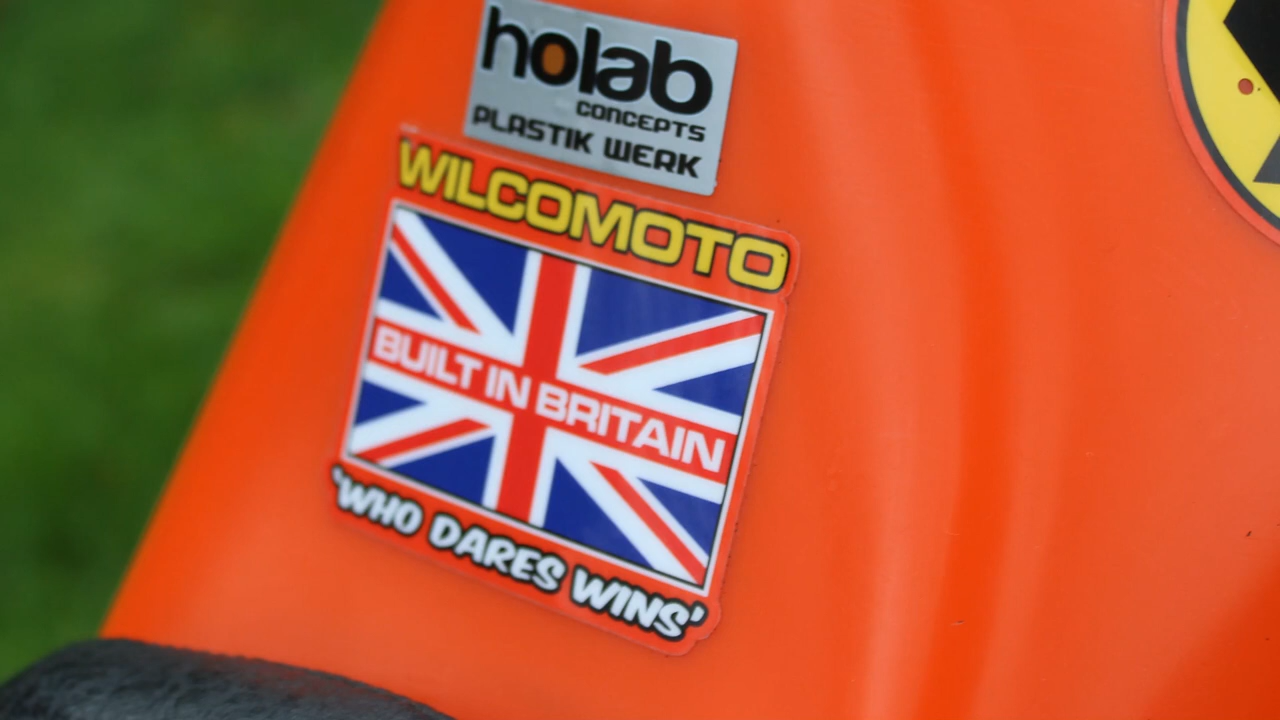 holab
CONCEPTS
PLASTIK WERK
WILCOMOTO
BUILT IN BRITAIN
'WHO DARES WINS'